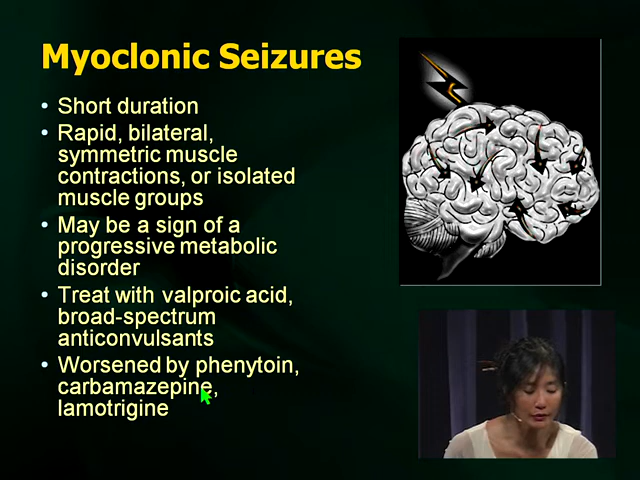 Myoclonic Seizures
• Short duration
• Rapid, bilateral,
symmetric muscle
contractions, or isolated
muscle groups
• May be a sign of a
progressive metabolic
disorder
• Treat with valproic acid,
broad-spectrum
anticonvulsants
• Worsened by phenytoin,
carbamazepine,
lamotrigine